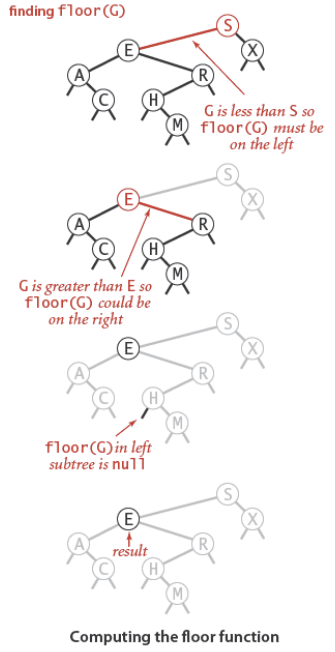 finding floor(G)
S
E
X
A
R
C
H
M
G is less than S so
floor(G) must be
on the left
S
E
X
A
R
C
H
M
G is greater than E so
floor(G) could be
on the right
S
E
X
A
R
C
H
M
floor(G)in left
subtree is null
S
E
X
A
result
R
C
H
M
Computing the floor function